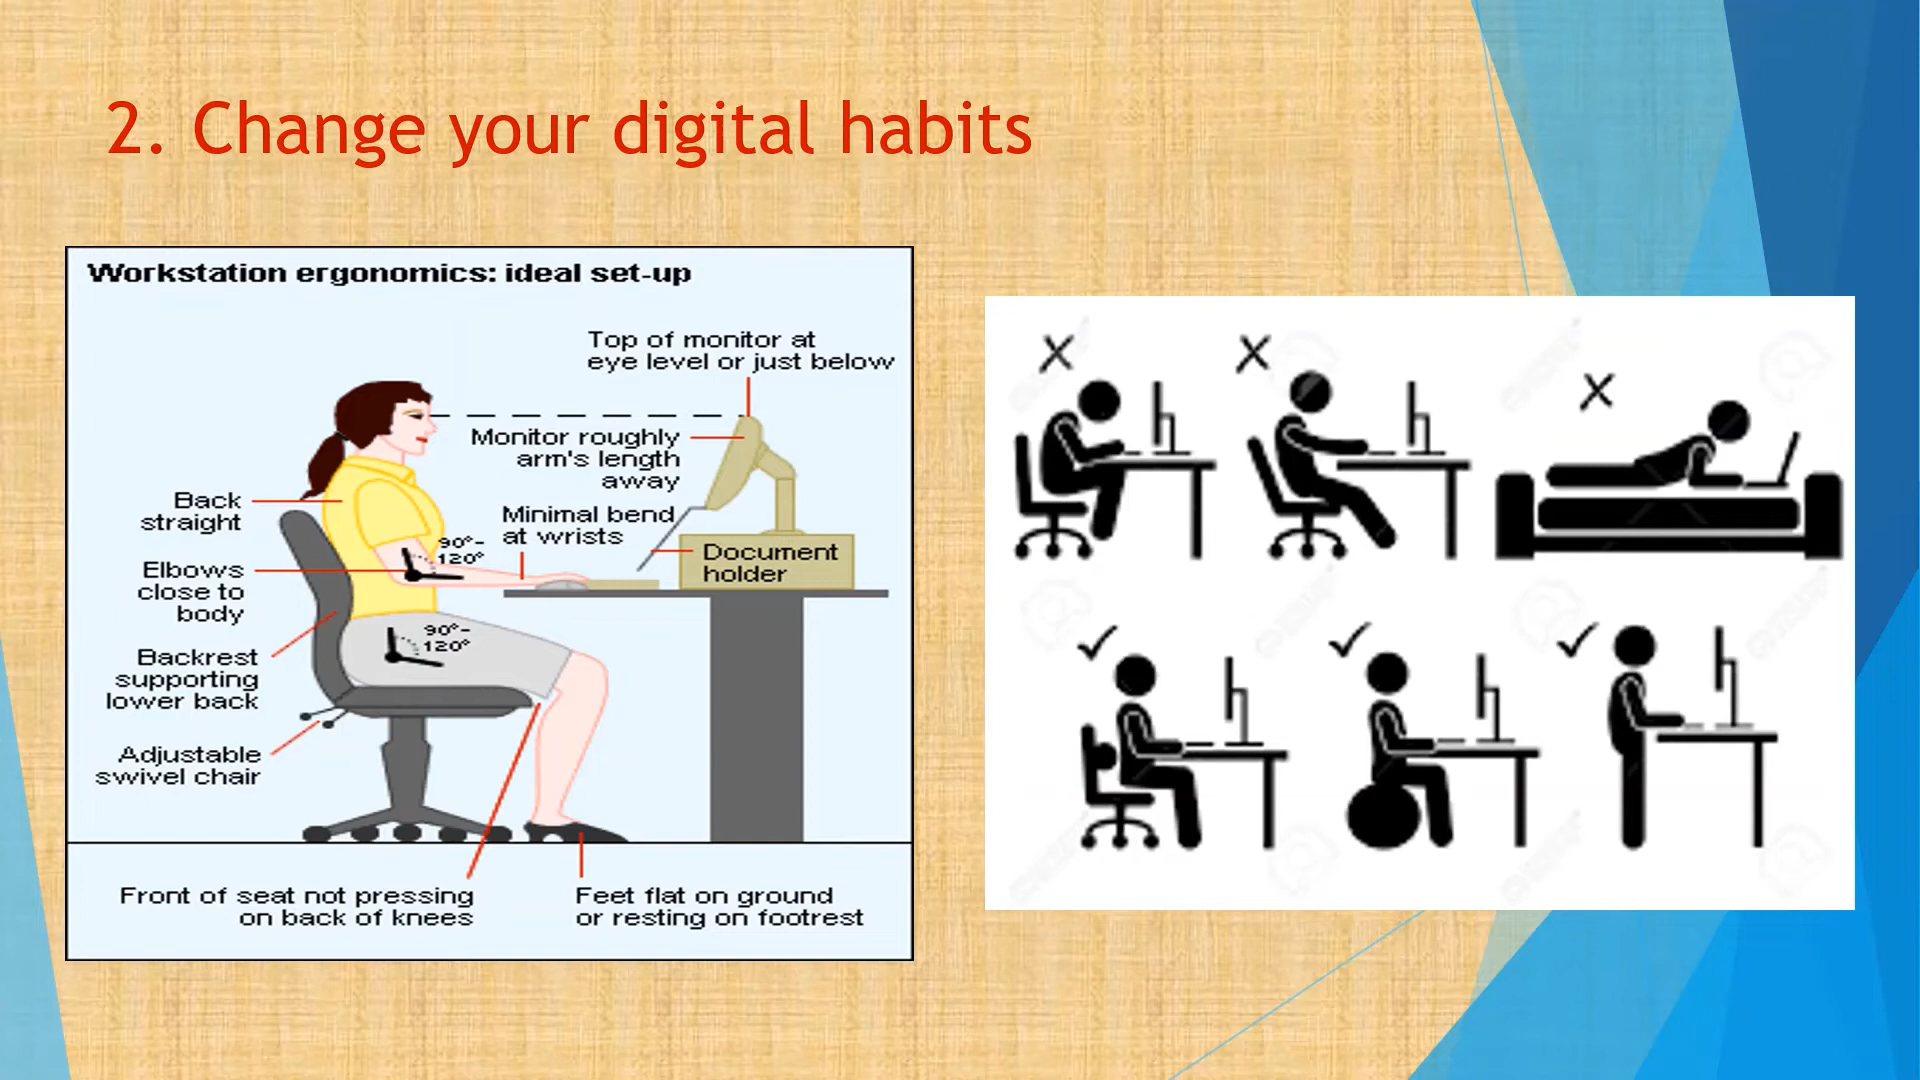 2. Change your digital habits
Workstation ergonomics: ideal set-up
Top of monitor at
eye level or just below
Monitor roughly
arm's length
away
Back
straight
Minimal bend
at wrists
90°-
120°
Document
holder
Elbows
close to
body
90°-
120°
Backrest
supporting
lower back
Adjustable
swivel chair
Front of seat not pressing
on back of knees
Feet flat on ground
or resting on footrest